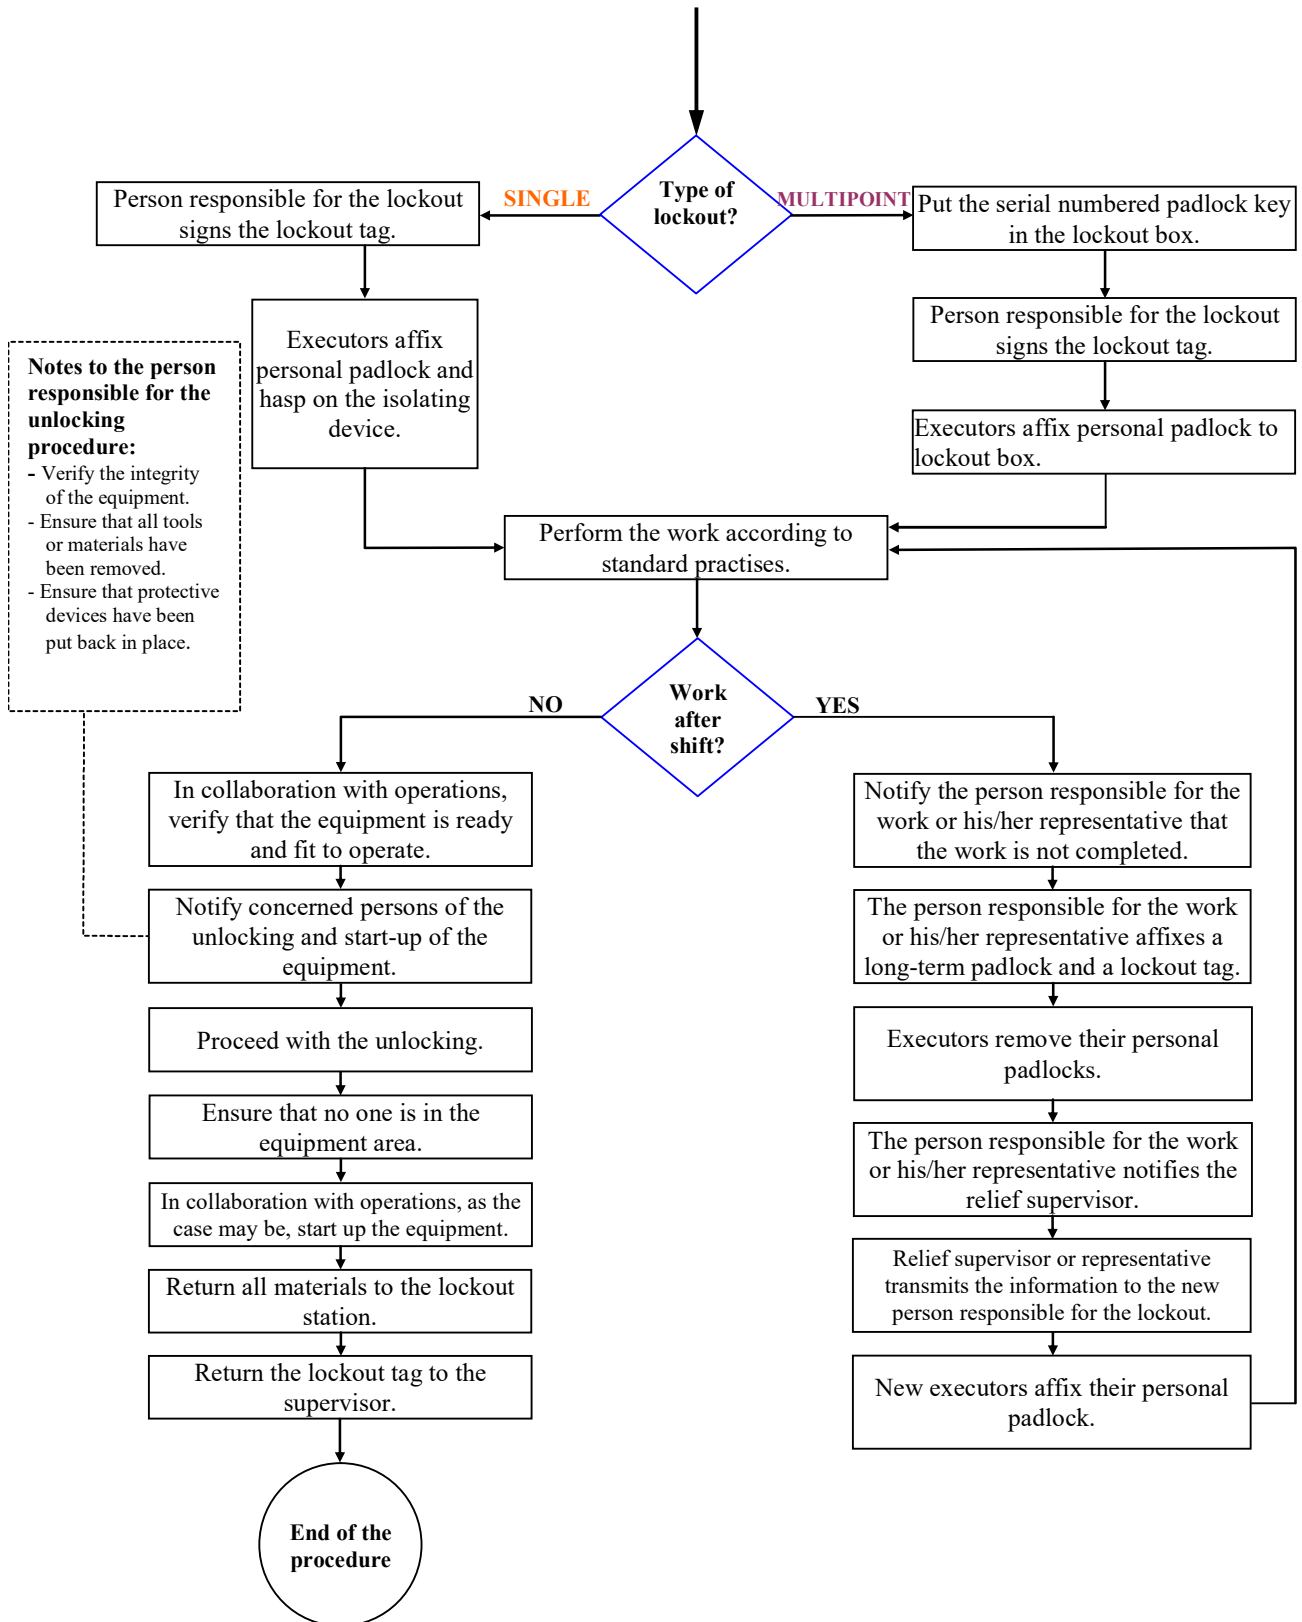 Type of
lockout?
SINGLE
MULTIPOINT
Person responsible for the lockout
signs the lockout tag.
Executors affix
personal padlock and
hasp on the isolating
device.
Put the serial numbered padlock key
in the lockout box.
Person responsible for the lockout
signs the lockout tag.
Executors affix personal padlock to
lockout box.
Notes to the person
responsible for the
unlocking
procedure:
- Verify the integrity
of the equipment.
- Ensure that all tools
or materials have
been removed.
- Ensure that protective
devices have been
put back in place.
Perform the work according to
standard practises.
Work
after
shift?
NO
YES
In collaboration with operations,
verify that the equipment is ready
and fit to operate.
Notify concerned persons of the
unlocking and start-up of the
equipment.
Proceed with the unlocking.
Ensure that no one is in the
equipment area.
In collaboration with operations, as the
case may be, start up the equipment.
Return all materials to the lockout
station.
Return the lockout tag to the
supervisor.
End of the
procedure
Notify the person responsible for the
work or his/her representative that
the work is not completed.
The person responsible for the work
or his/her representative affixes a
long-term padlock and a lockout tag.
Executors remove their personal
padlocks.
The person responsible for the work
or his/her representative notifies the
relief supervisor.
Relief supervisor or representative
transmits the information to the new
person responsible for the lockout.
New executors affix their personal
padlock.